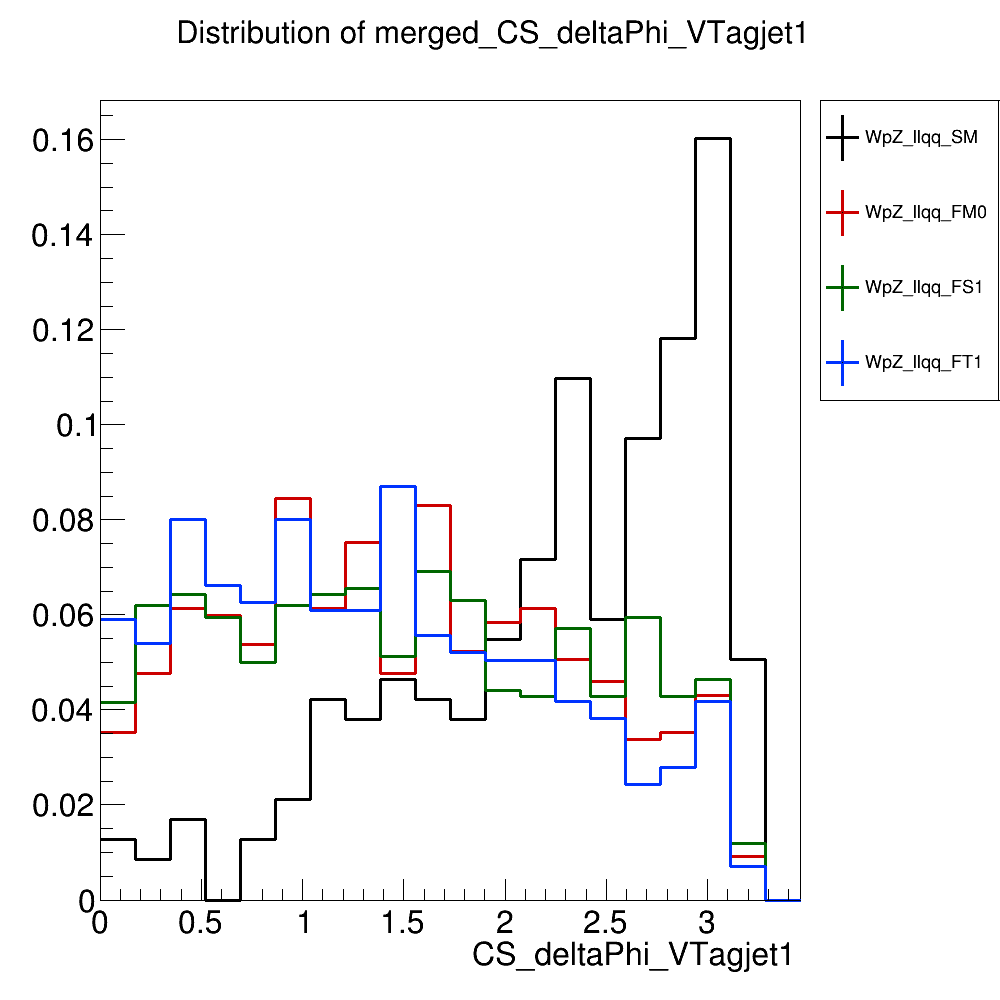 Distribution of merged_CS_deltaPhi_VTagjet1
0.16
0.14
0.12
0.1
0.08
0.06
0.04
0.02
0
0 0.5 1 1.5 2 2.5 3
CS_deltaPhi_VTagjet1
WpZ_llqq_SM
WpZ_llqq_FM0
WpZ_llqq_FS1
WpZ_llqq_FT1